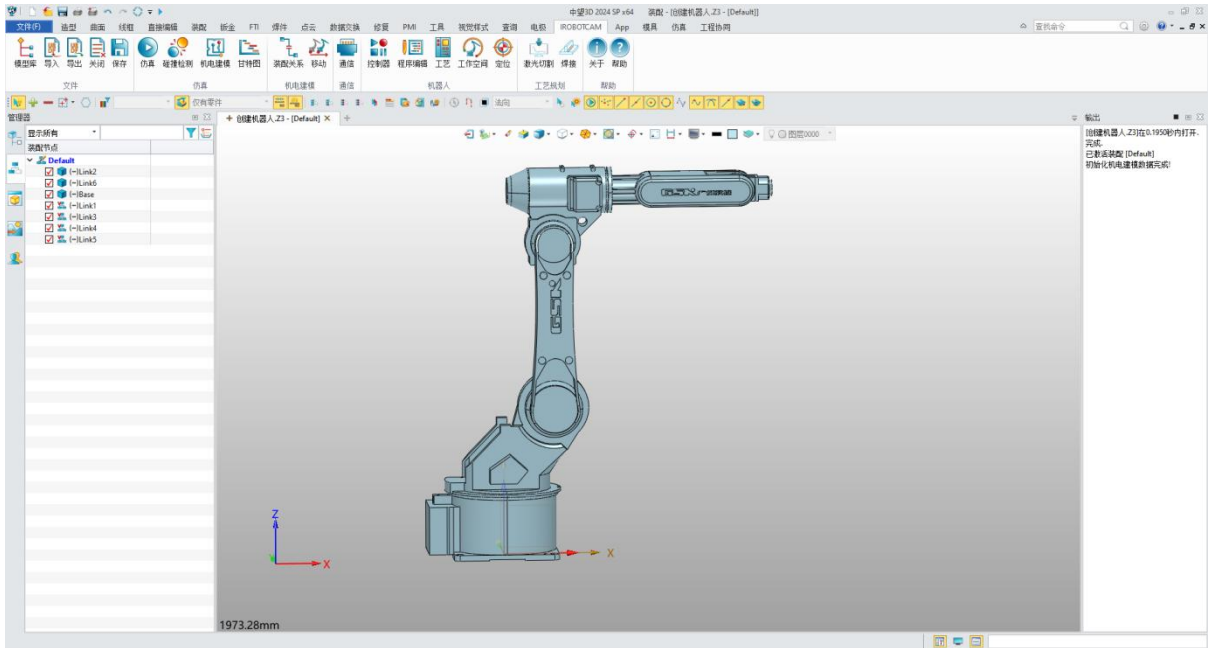 中望3D 2024 SP x64 装配 - [创建机器人.Z3 - [Default]]
文件(F) 造型 曲面 线框 直接编辑 装配 钣金 FTI 焊件 点云 数据交换 修复 PMI 工具 视觉样式 查询 电极 IROBOTCAM App 模具 仿真 工程协同 查找命令
模型库 导入 导出 关闭 保存 仿真 碰撞检测 机电建模 甘特图 装配关系 移动 通信 控制器 程序编辑 工艺 工作空间 定位 激光切割 焊接 关于 帮助
文件 仿真 机电建模 通信 机器人 工艺规划 帮助
仅有零件 法向
管理器 创建机器人.Z3 - [Default] 输出
显示所有 图层0000
装配节点
Default
(-)Link2
(-)Link6
(-)Base
(-)Link1
(-)Link3
(-)Link4
(-)Link5
[创建机器人.Z3]在0.1950秒内打开.
完成.
已激活装配 [Default]
初始化机电建模数据完成!
GSK
Z
X
X
1973.28mm